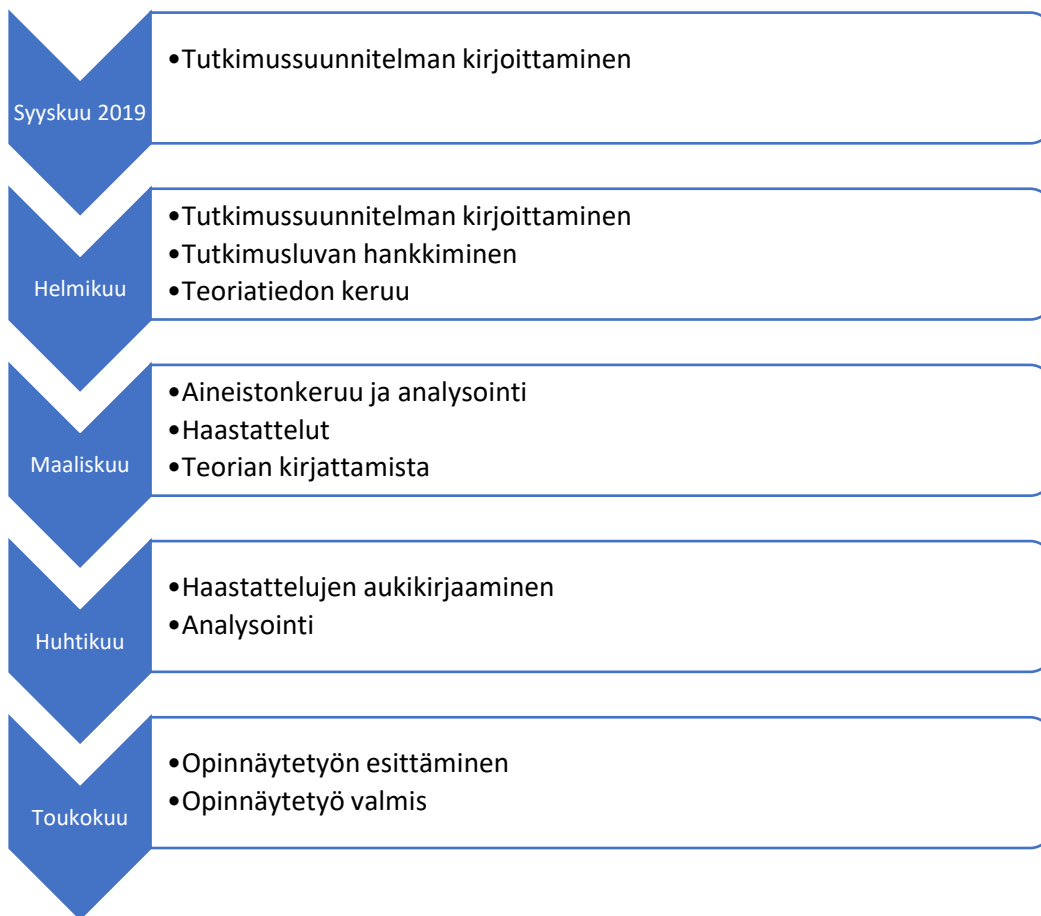 Syyskuu 2019
•Tutkimussuunnitelman kirjoittaminen
Helmikuu
•Tutkimussuunnitelman kirjoittaminen
•Tutkimusluvan hankkiminen
•Teoriatiedon keruu
Maaliskuu
•Aineistonkeruu ja analysointi
•Haastattelut
•Teorian kirjattamista
Huhtikuu
•Haastattelujen aukikirjaaminen
•Analysointi
Toukokuu
•Opinnäytetyön esittäminen
•Opinnäytetyö valmis